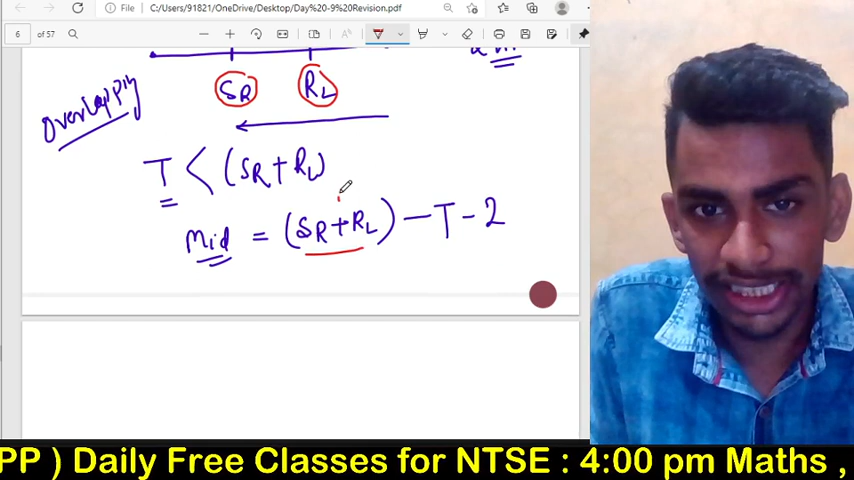 File
C:/Users/91821/OneDrive/Desktop/Day%20-9%20Revision.pdf
6 of 57
SR RL
Overlapping
T < (SR+RL)
Mid = (SR+RL) - T - 2
PP ) Daily Free Classes for NTSE : 4:00 pm Maths ,